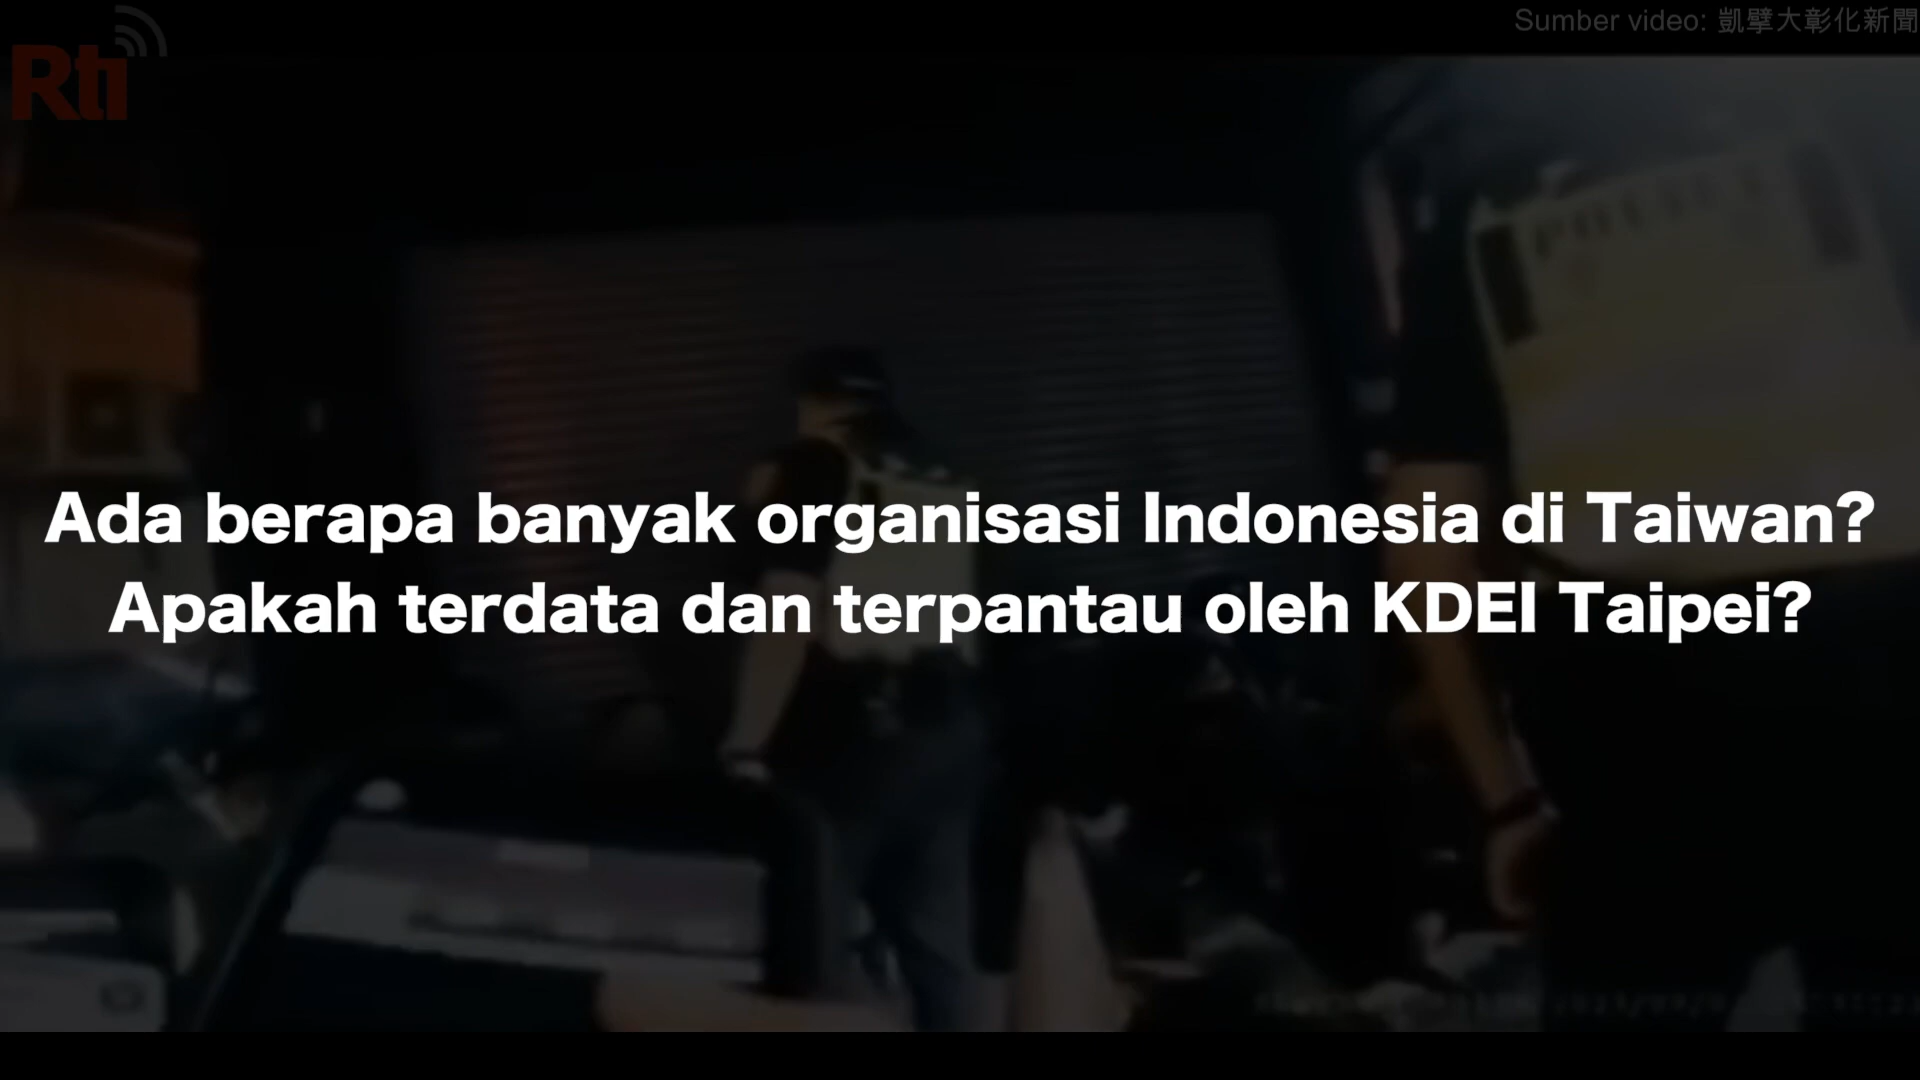 Sumber video: 凱擘大彰化新聞
Rti
Ada berapa banyak organisasi Indonesia di Taiwan?
Apakah terdata dan terpantau oleh KDEI Taipei?